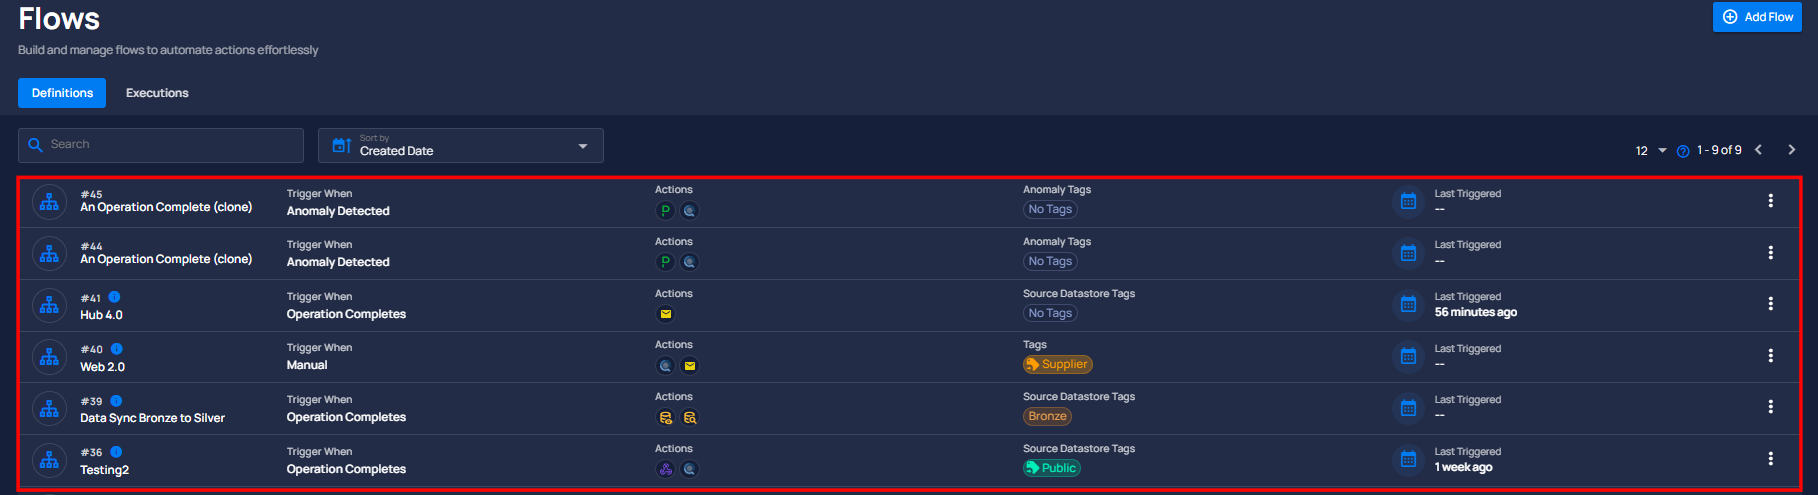 Flows
Add Flow
Build and manage flows to automate actions effortlessly
Definitions Executions
Search
Sort by
Created Date
12 1 - 9 of 9
#45 Trigger When Actions Anomaly Tags Last Triggered
An Operation Complete (clone) Anomaly Detected No Tags --
#44 Trigger When Actions Anomaly Tags Last Triggered
An Operation Complete (clone) Anomaly Detected No Tags --
#41 Trigger When Actions Source Datastore Tags Last Triggered
Hub 4.0 Operation Completes No Tags 56 minutes ago
#40 Trigger When Actions Tags Last Triggered
Web 2.0 Manual Supplier --
#39 Trigger When Actions Source Datastore Tags Last Triggered
Data Sync Bronze to Silver Operation Completes Bronze --
#36 Trigger When Actions Source Datastore Tags Last Triggered
Testing2 Operation Completes Public 1 week ago